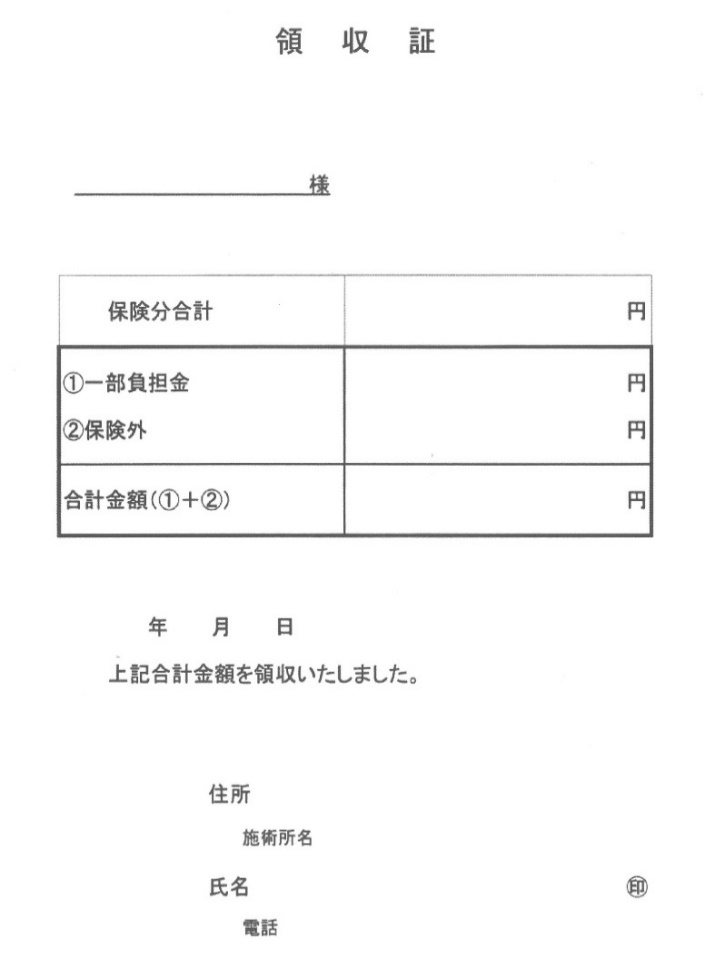 領 収 証
様
保険分合計 円
①一部負担金 円
②保険外 円
合計金額(①+②) 円
年 月 日
上記合計金額を領収いたしました。
住所
施術所名
氏名 ㊞
電話